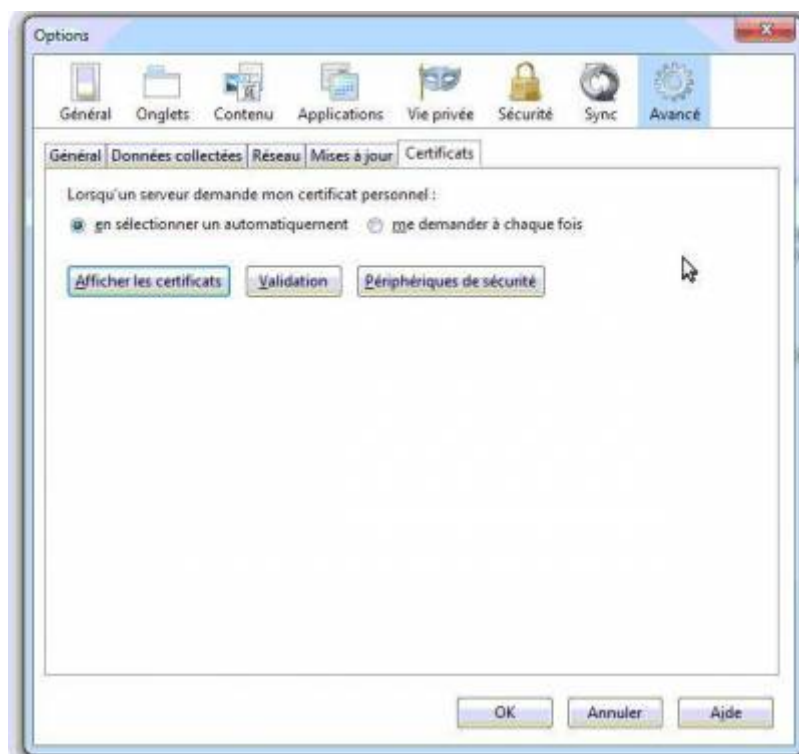 Options
Général Onglets Contenu Applications Vie privée Sécurité Sync Avancé
Général Données collectées Réseau Mises à jour Certificats
Lorsqu'un serveur demande mon certificat personnel :
en sélectionner un automatiquement me demander à chaque fois
Afficher les certificats Validation Périphériques de sécurité
OK Annuler Aide